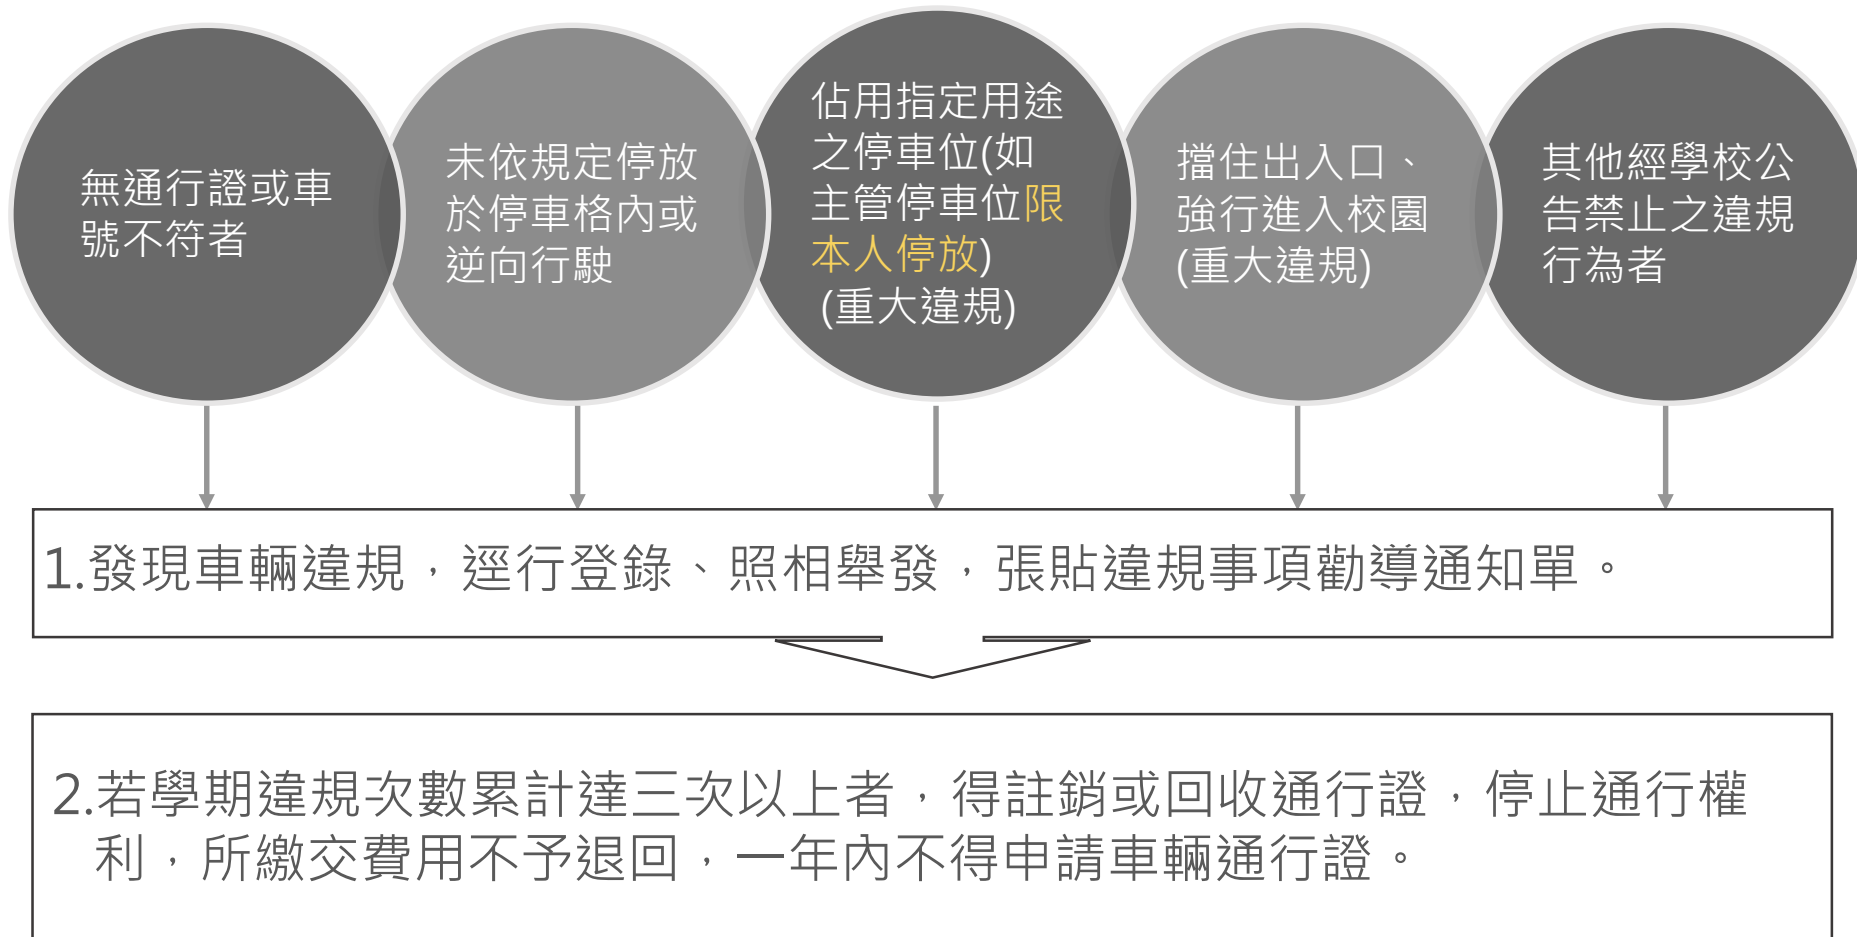 無通行證或車
號不符者
未依規定停放
於停車格內或
逆向行駛
佔用指定用途
之停車位(如
主管停車位限
本人停放)
(重大違規)
擋住出入口、
強行進入校園
(重大違規)
其他經學校公
告禁止之違規
行為者
1.發現車輛違規，逕行登錄、照相舉發，張貼違規事項勸導通知單。
2.若學期違規次數累計達三次以上者，得註銷或回收通行證，停止通行權
利，所繳交費用不予退回，一年內不得申請車輛通行證。